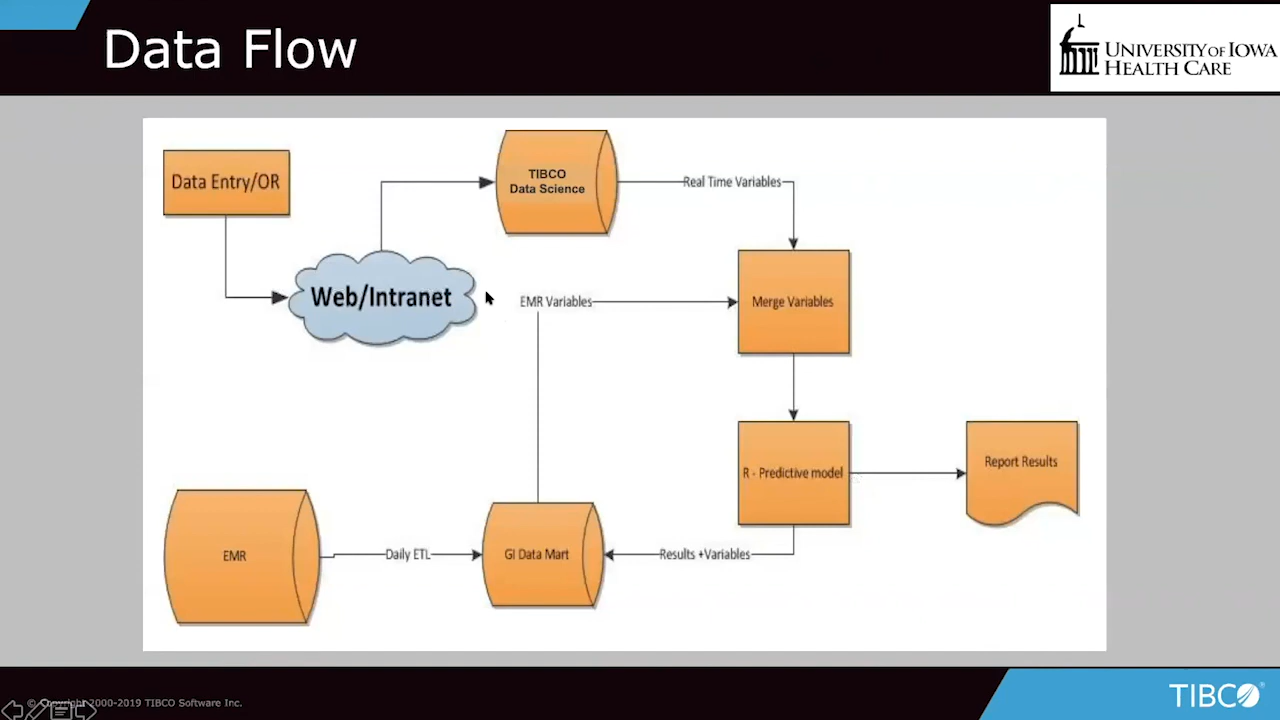 Data Flow
UNIVERSITY OF IOWA
HEALTH CARE
Data Entry/OR
TIBCO
Data Science
Real Time Variables
Web/Intranet
EMR Variables
Merge Variables
R - Predictive model
Report Results
EMR
Daily ETL
GI Data Mart
Results +Variables
© Copyright 2000-2019 TIBCO Software Inc.
TIBCO®